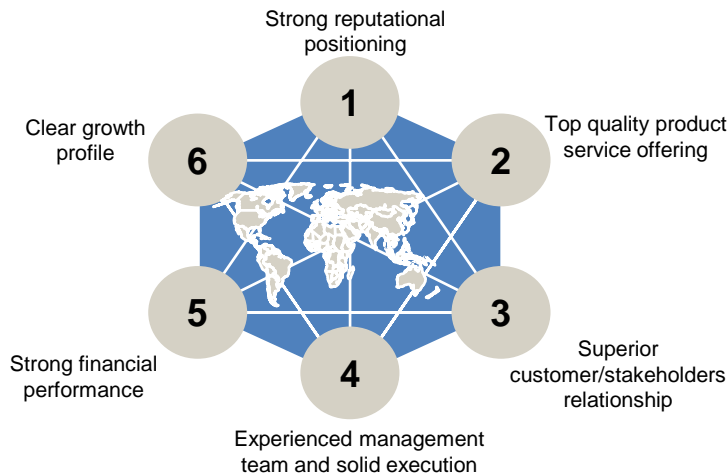 Strong reputational
positioning
1
Top quality product
service offering
2
Superior
customer/stakeholders
relationship
3
Experienced management
team and solid execution
4
Strong financial
performance
5
Clear growth
profile
6